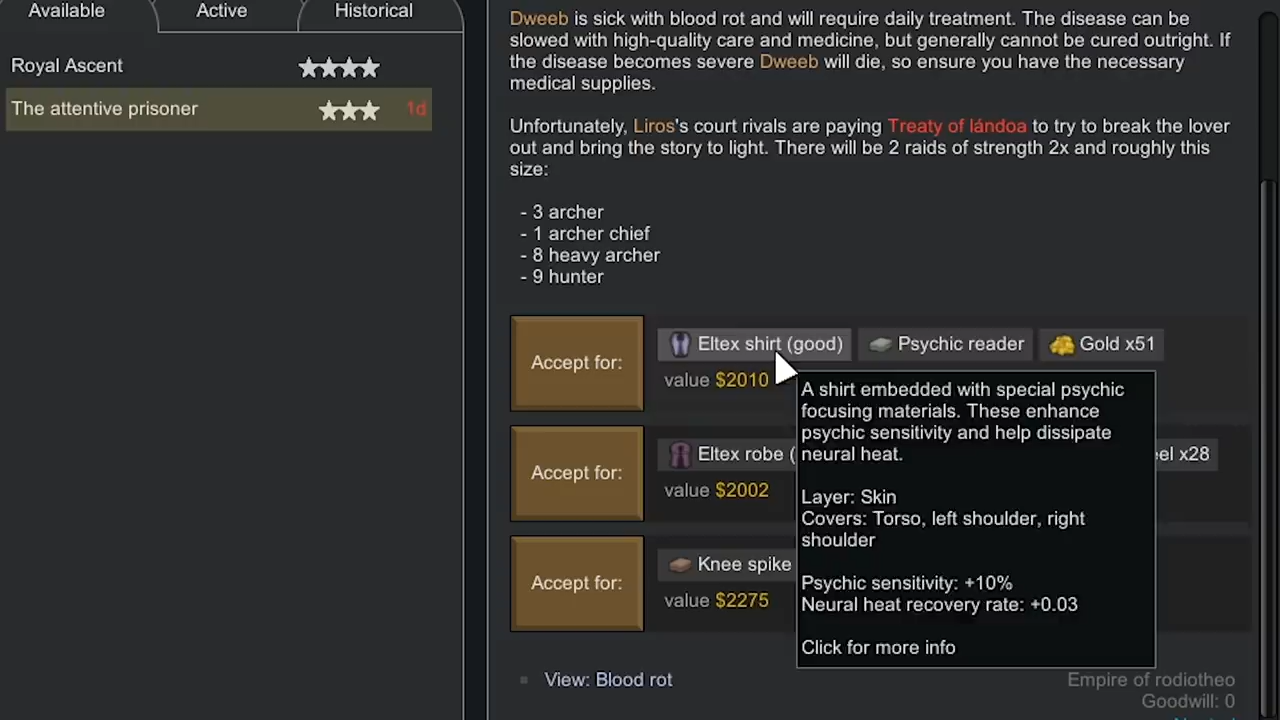 Available
Active
Historical
Royal Ascent
The attentive prisoner
1d
Dweeb is sick with blood rot and will require daily treatment. The disease can be
slowed with high-quality care and medicine, but generally cannot be cured outright. If
the disease becomes severe Dweeb will die, so ensure you have the necessary
medical supplies.
Unfortunately, Liros's court rivals are paying Treaty of lándoa to try to break the lover
out and bring the story to light. There will be 2 raids of strength 2x and roughly this
size:
- 3 archer
- 1 archer chief
- 8 heavy archer
- 9 hunter
Accept for:
Eltex shirt (good)
Psychic reader
Gold x51
value $2010
Accept for:
Eltex robe (
el x28
value $2002
Accept for:
Knee spike
value $2275
A shirt embedded with special psychic
focusing materials. These enhance
psychic sensitivity and help dissipate
neural heat.
Layer: Skin
Covers: Torso, left shoulder, right
shoulder
Psychic sensitivity: +10%
Neural heat recovery rate: +0.03
Click for more info
View: Blood rot
Empire of rodiotheo
Goodwill: 0